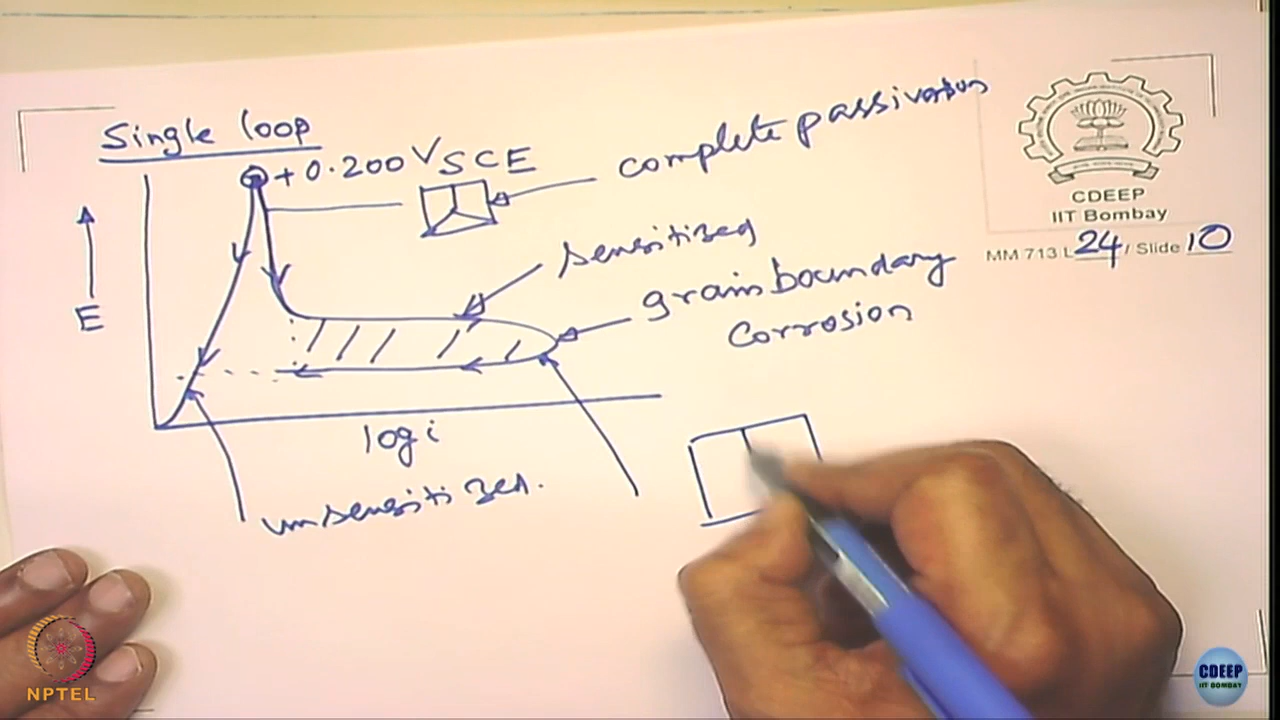 Single loop
+ 0.200 V SCE
complete passivation
sensitized
grain boundary
corrosion
E
log i
unsensitized.
CDEEP
IIT Bombay
MM 713 L 24 / Slide 10
NPTEL
CDEEP
IIT BOMBAY